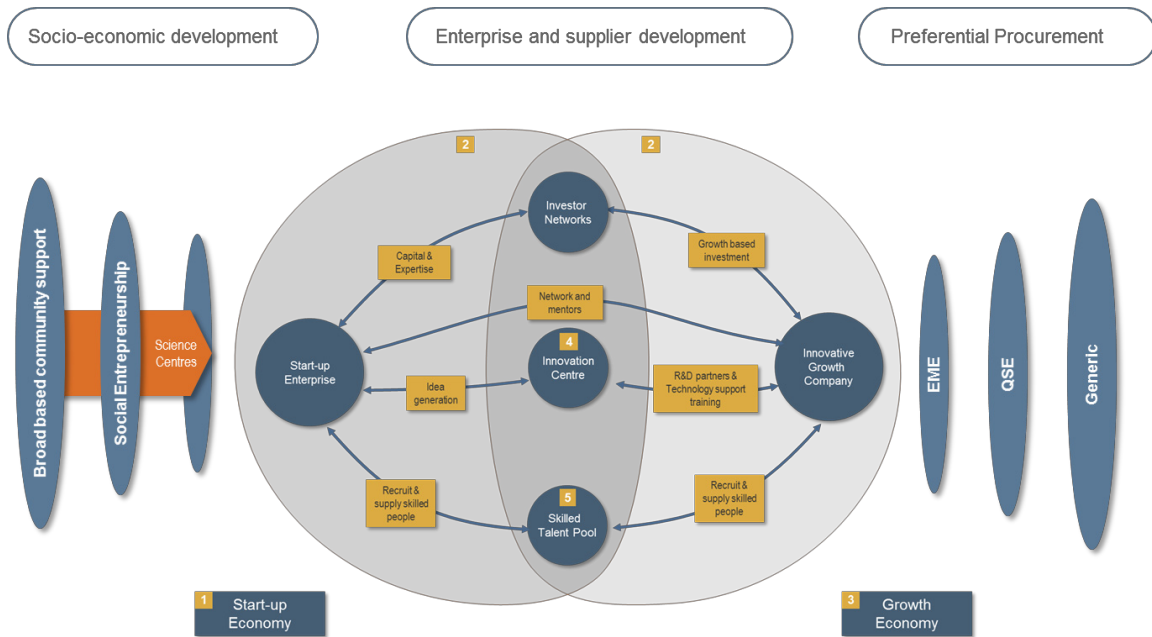 Socio-economic development
Enterprise and supplier development
Preferential Procurement
2
2
Broad based community support
Social Entrepreneurship
Science
Centres
Investor
Networks
Capital &
Expertise
Growth based
investment
Network and
mentors
Start-up
Enterprise
4
Innovation
Centre
Innovative
Growth
Company
Idea
generation
R&D partners &
Technology support
training
EME
QSE
Generic
Recruit &
supply skilled
people
5
Skilled
Talent Pool
Recruit &
supply skilled
people
1
Start-up
Economy
3
Growth
Economy